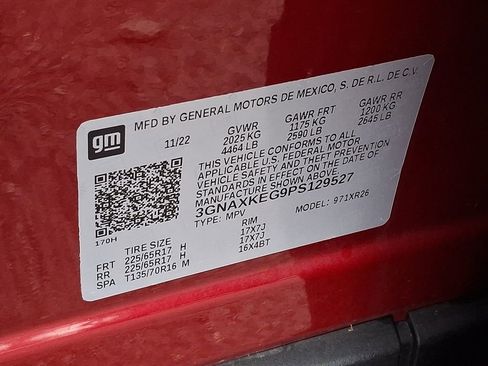 gm
MFD BY GENERAL MOTORS DE MEXICO, S. DE R.L. DE C.V.
11/22 GVWR GAWR FRT GAWR RR
2025 KG 1175 KG 1200 KG
4464 LB 2590 LB 2645 LB
THIS VEHICLE CONFORMS TO ALL
APPLICABLE U.S. FEDERAL MOTOR
VEHICLE SAFETY AND THEFT PREVENTION
STANDARDS IN EFFECT ON THE DATE OF
MANUFACTURE SHOWN ABOVE.
3GNAXKEG9PS129527
TYPE: MPV MODEL: 971XR26
170H
TIRE SIZE RIM
FRT 225/65R17 H 17X7J
RR 225/65R17 H 17X7J
SPA T135/70R16 M 16X4BT